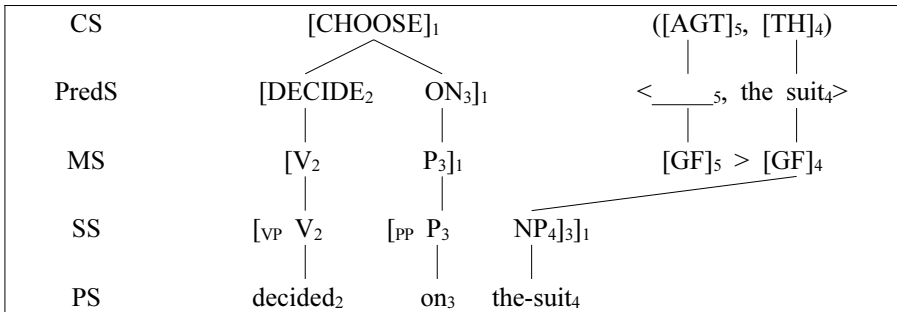 CS [CHOOSE]₁ ([AGT]₅, [TH]₄)
PredS [DECIDE₂ ON₃]₁ <_____₅, the suit₄>
MS [V₂ P₃]₁ [GF]₅ > [GF]₄
SS [VP V₂ [PP P₃ NP₄]₃]₁
PS decided₂ on₃ the-suit₄